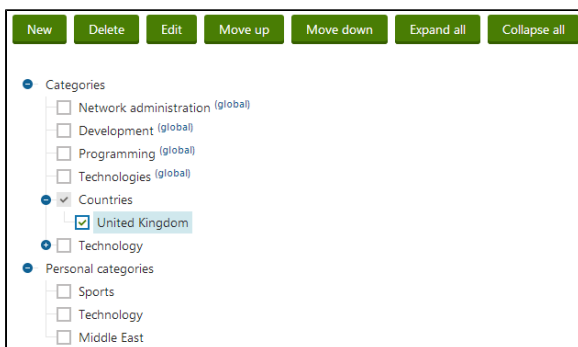 New Delete Edit Move up Move down Expand all Collapse all
Categories
Network administration (global)
Development (global)
Programming (global)
Technologies (global)
Countries
United Kingdom
Technology
Personal categories
Sports
Technology
Middle East